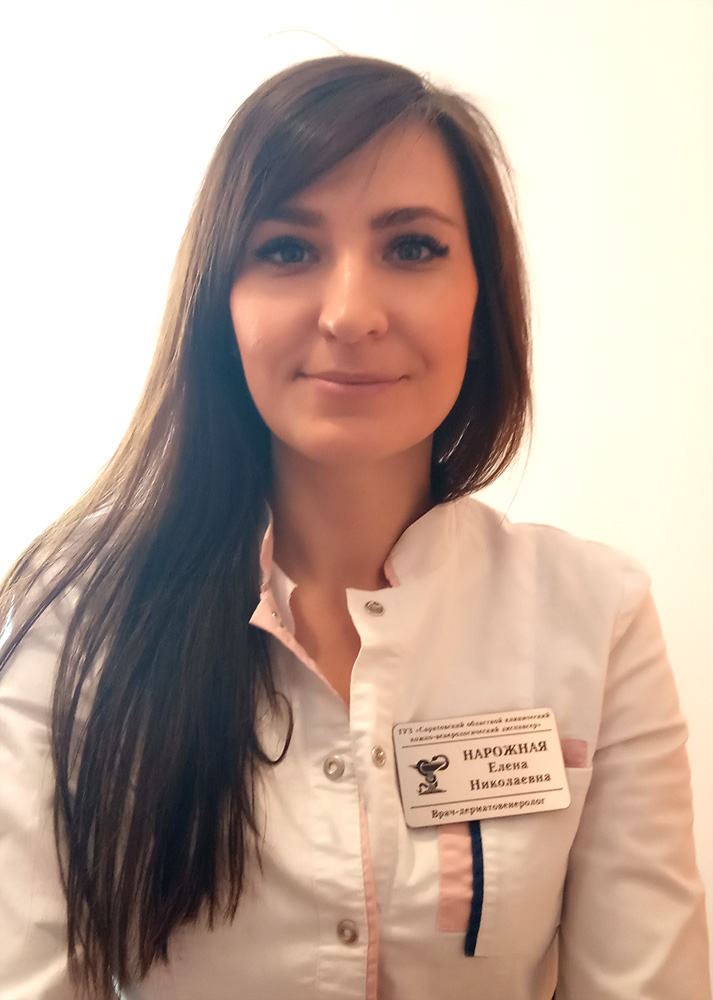 ГУЗ «Саратовский областной клинический
кожно-венерологический диспансер»
НАРОЖНАЯ
Елена
Николаевна
Врач-дерматовенеролог